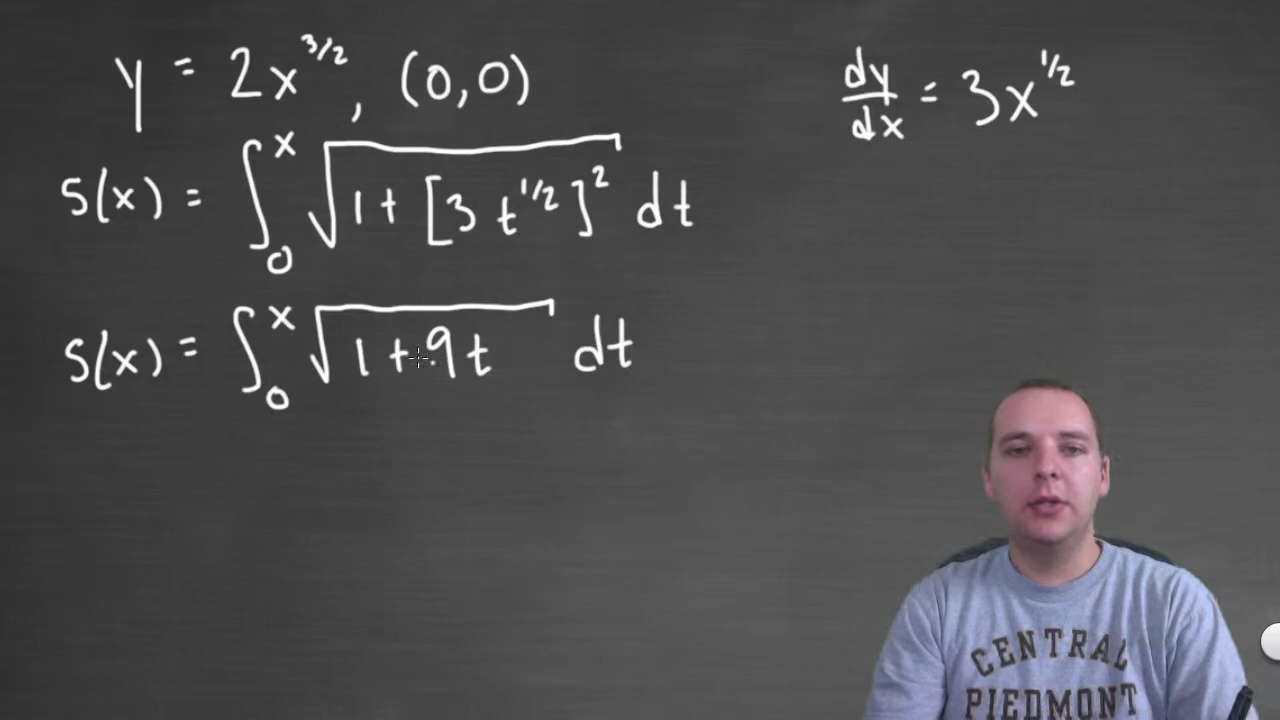 y = 2x^{3/2}, (0,0)
dy/dx = 3x^{1/2}
S(x) = ∫_0^x √(1 + [3t^{1/2}]^2) dt
S(x) = ∫_0^x √(1+9t) dt
CENTRAL
PIEDMONT